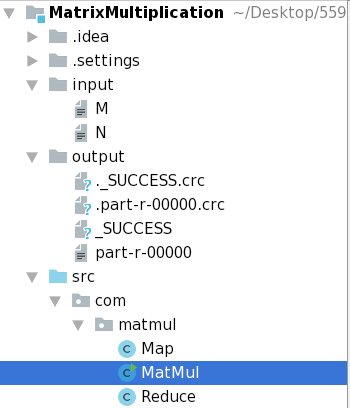 MatrixMultiplication ~/Desktop/559
.idea
.settings
input
M
N
output
._SUCCESS.crc
.part-r-00000.crc
_SUCCESS
part-r-00000
src
com
matmul
Map
MatMul
Reduce